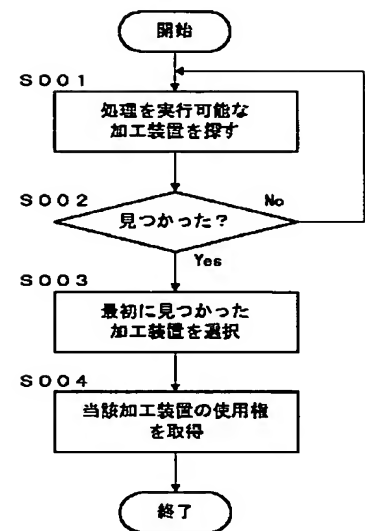 開始
S001
処理を実行可能な
加工装置を探す
S002
見つかった？
No
Yes
S003
最初に見つかった
加工装置を選択
S004
当該加工装置の使用権
を取得
終了